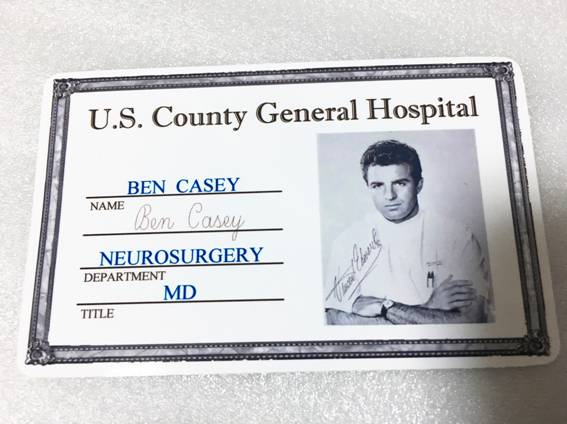 U.S. County General Hospital
BEN CASEY
NAME
Ben Casey
NEUROSURGERY
DEPARTMENT
MD
TITLE